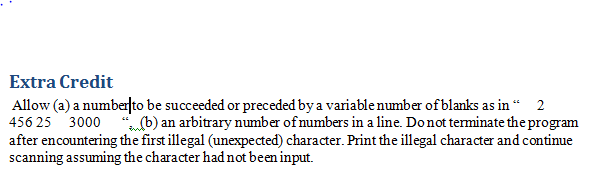 Extra Credit
Allow (a) a number to be succeeded or preceded by a variable number of blanks as in “ 2
456 25 3000 “ , (b) an arbitrary number of numbers in a line. Do not terminate the program
after encountering the first illegal (unexpected) character. Print the illegal character and continue
scanning assuming the character had not been input.